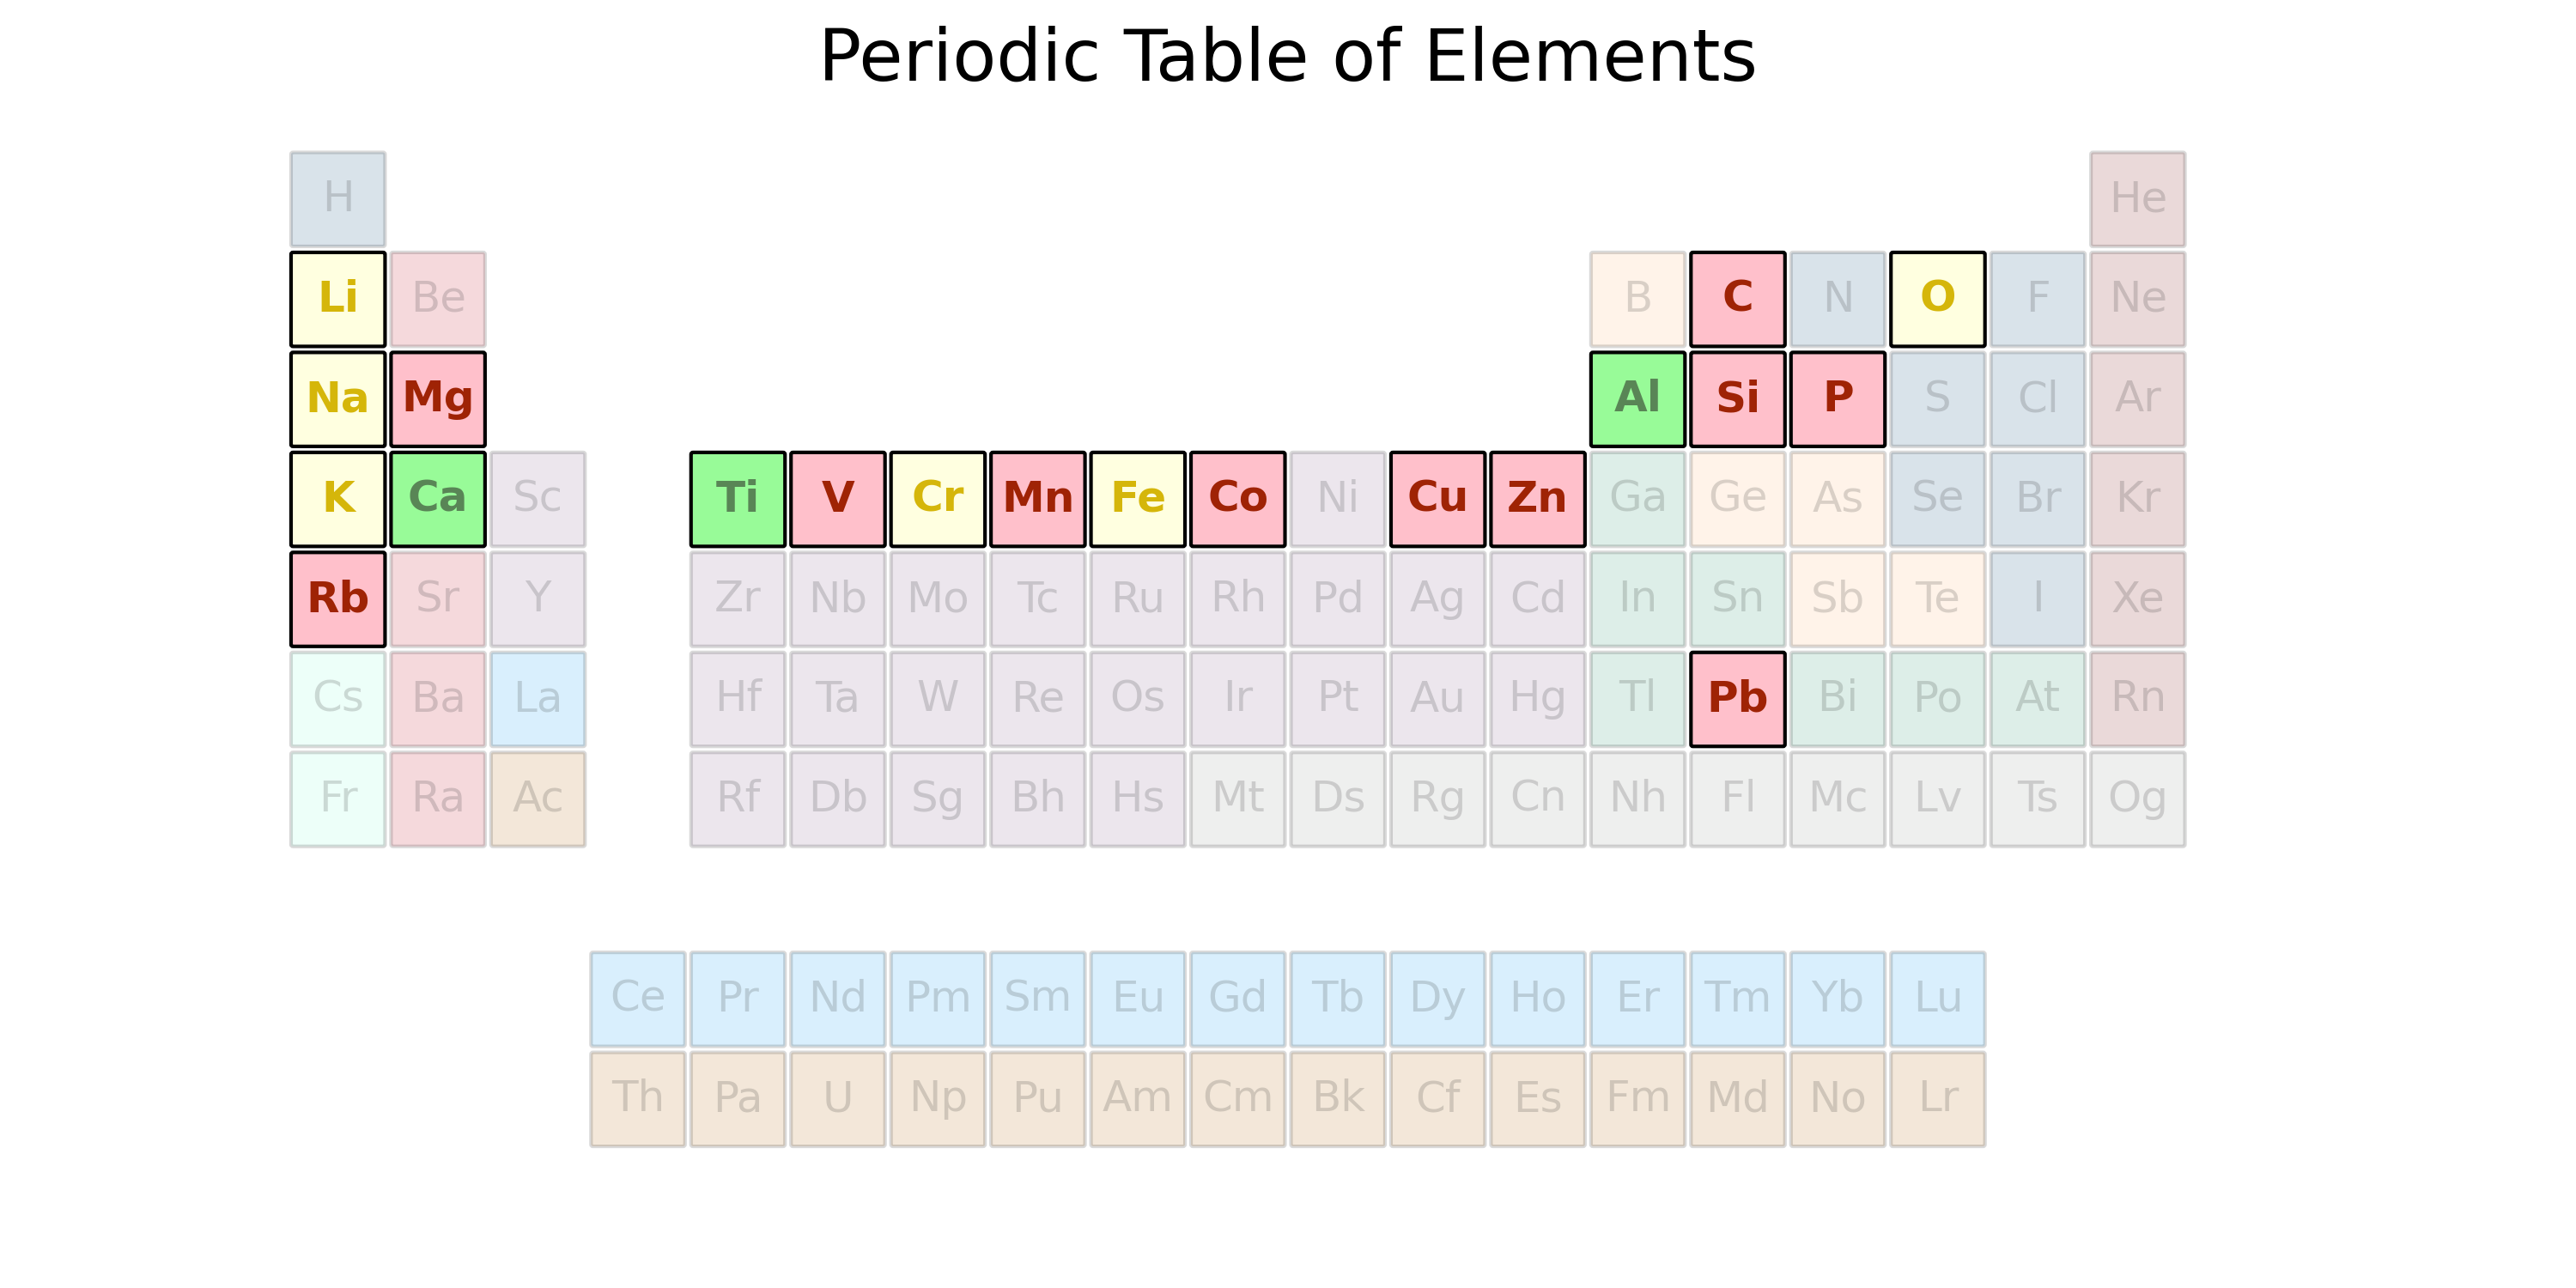 Periodic Table of Elements
H He
Li Be B C N O F Ne
Na Mg Al Si P S Cl Ar
K Ca Sc Ti V Cr Mn Fe Co Ni Cu Zn Ga Ge As Se Br Kr
Rb Sr Y Zr Nb Mo Tc Ru Rh Pd Ag Cd In Sn Sb Te I Xe
Cs Ba La Hf Ta W Re Os Ir Pt Au Hg Tl Pb Bi Po At Rn
Fr Ra Ac Rf Db Sg Bh Hs Mt Ds Rg Cn Nh Fl Mc Lv Ts Og
Ce Pr Nd Pm Sm Eu Gd Tb Dy Ho Er Tm Yb Lu
Th Pa U Np Pu Am Cm Bk Cf Es Fm Md No Lr